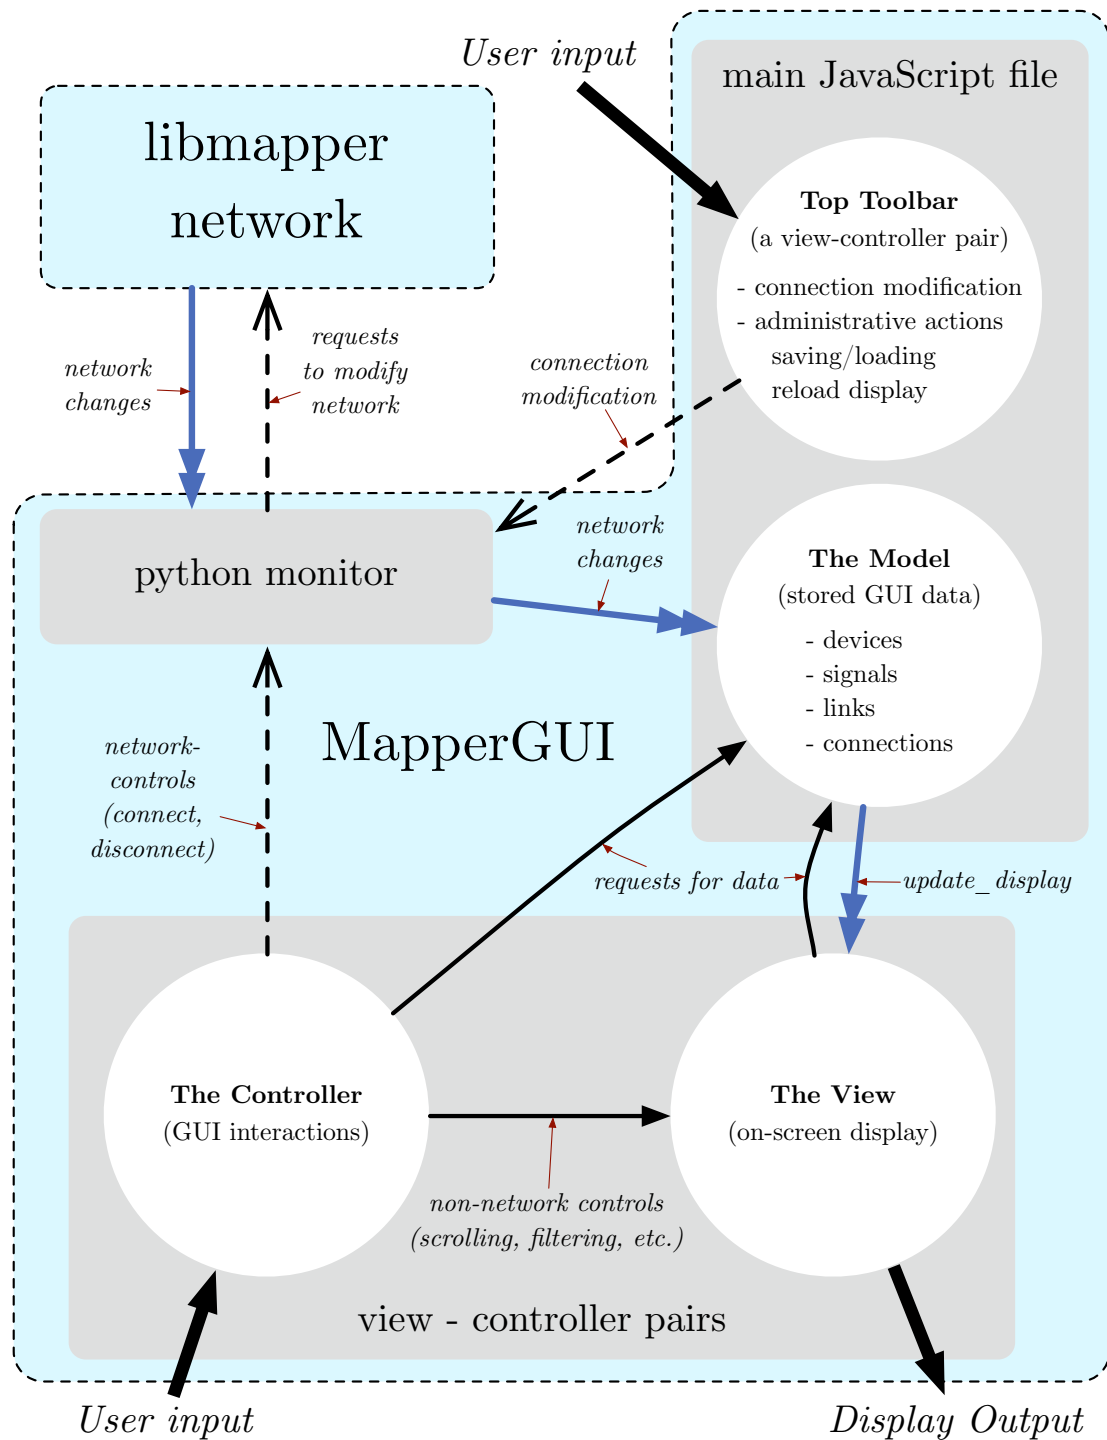 User input
main JavaScript file
libmapper
network
Top Toolbar
(a view-controller pair)
- connection modification
- administrative actions
saving/loading
reload display
network
changes
requests
to modify
network
connection
modification
python monitor
network
changes
The Model
(stored GUI data)
- devices
- signals
- links
- connections
MapperGUI
network-
controls
(connect,
disconnect)
requests for data
update_display
The Controller
(GUI interactions)
The View
(on-screen display)
non-network controls
(scrolling, filtering, etc.)
view - controller pairs
User input
Display Output